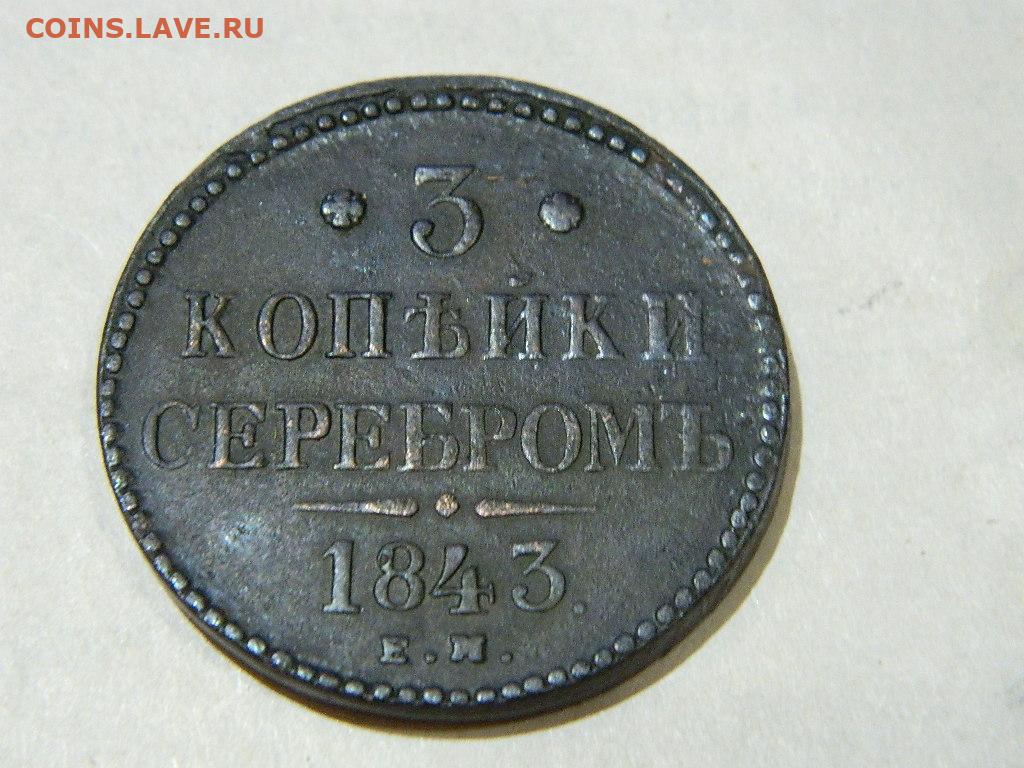 COINS.LAVE.RU
3
КОПѢЙКИ
СЕРЕБРОМЪ
1843.
Е.М.